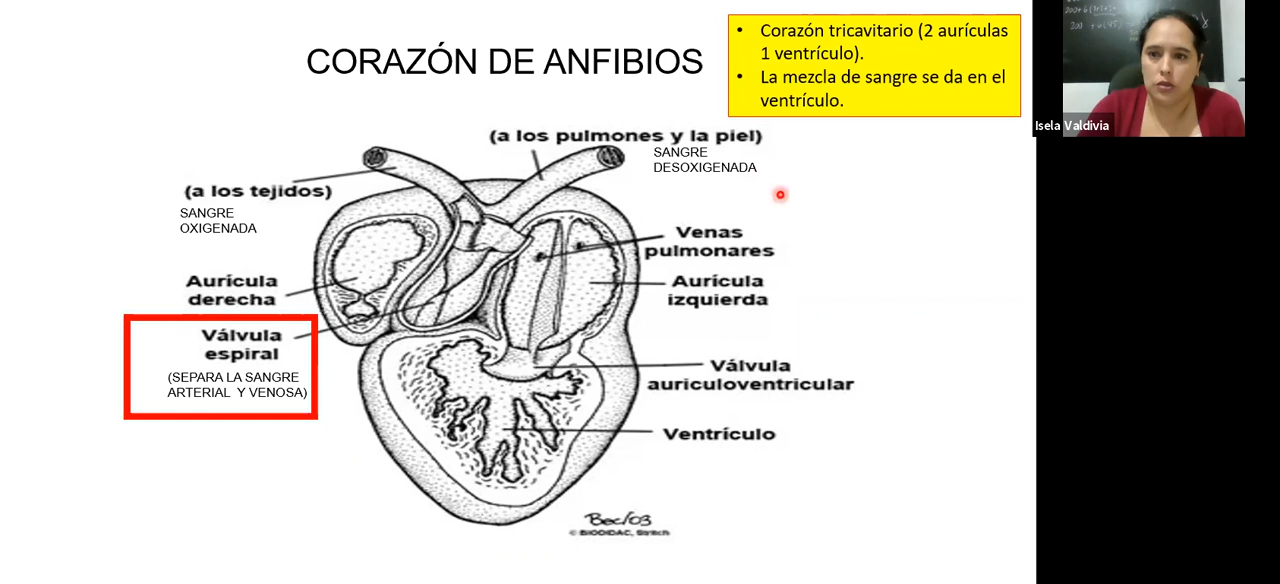 CORAZÓN DE ANFIBIOS
• Corazón tricavitario (2 aurículas
1 ventrículo).
• La mezcla de sangre se da en el
ventrículo.
Isela Valdivia
(a los pulmones y la piel)
SANGRE
DESOXIGENADA
(a los tejidos)
SANGRE
OXIGENADA
Venas
pulmonares
Aurícula
derecha
Aurícula
izquierda
Válvula
espiral
(SEPARA LA SANGRE
ARTERIAL Y VENOSA)
Válvula
auriculoventricular
Ventrículo
Bec/03
© BIODIDAC, Stritch